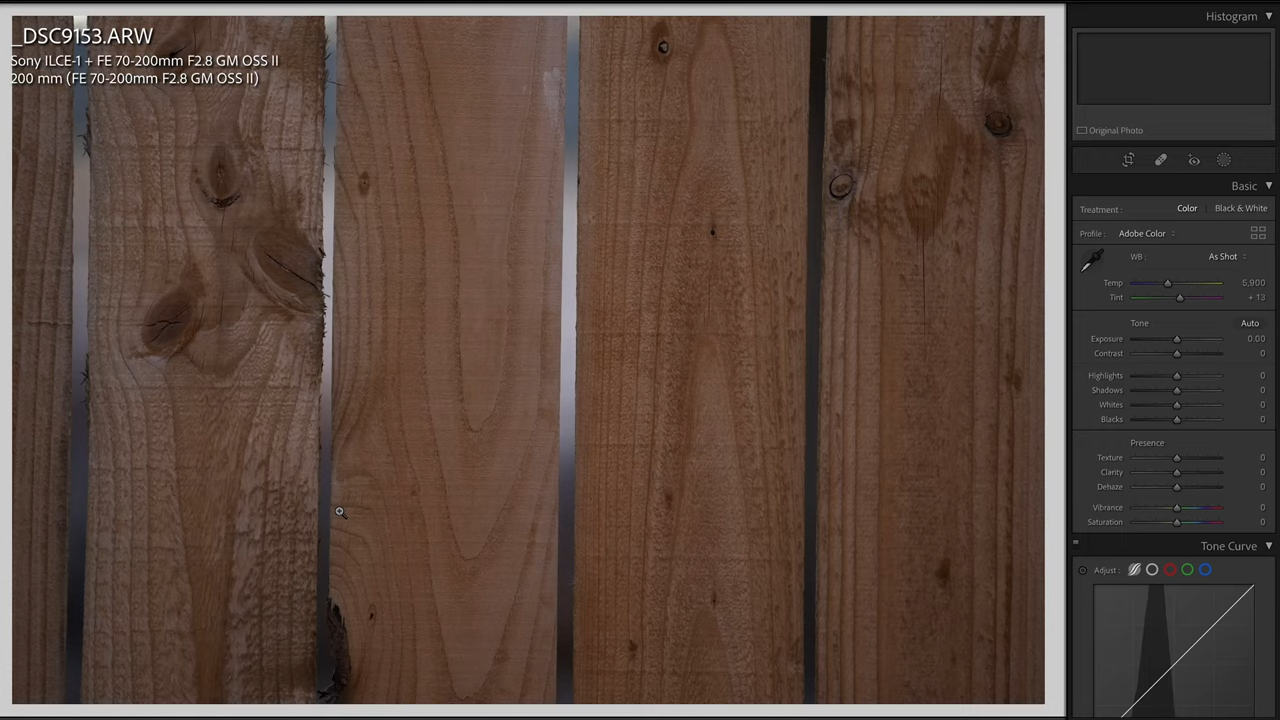 _DSC9153.ARW
Sony ILCE-1 + FE 70-200mm F2.8 GM OSS II
200 mm (FE 70-200mm F2.8 GM OSS II)
Histogram
Original Photo
Basic
Treatment : Color Black & White
Profile : Adobe Color
WB : As Shot
Temp 5,900
Tint + 13
Tone Auto
Exposure 0.00
Contrast 0
Highlights 0
Shadows 0
Whites 0
Blacks 0
Presence
Texture 0
Clarity 0
Dehaze 0
Vibrance 0
Saturation 0
Tone Curve
Adjust :